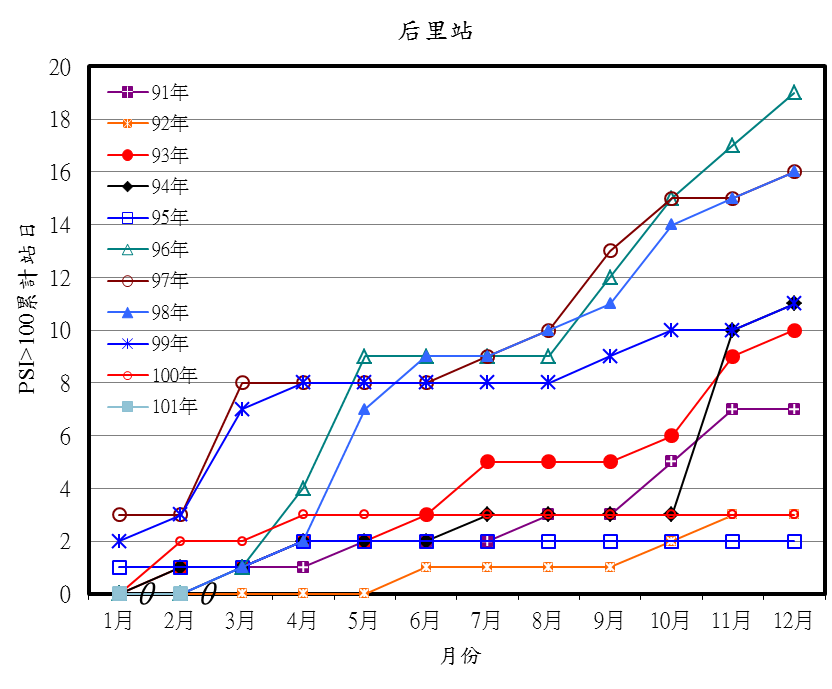 后里站
PSI>100累計站日
20
18
16
14
12
10
8
6
4
2
0
91年
92年
93年
94年
95年
96年
97年
98年
99年
100年
101年
0 0
1月 2月 3月 4月 5月 6月 7月 8月 9月 10月 11月 12月
月份